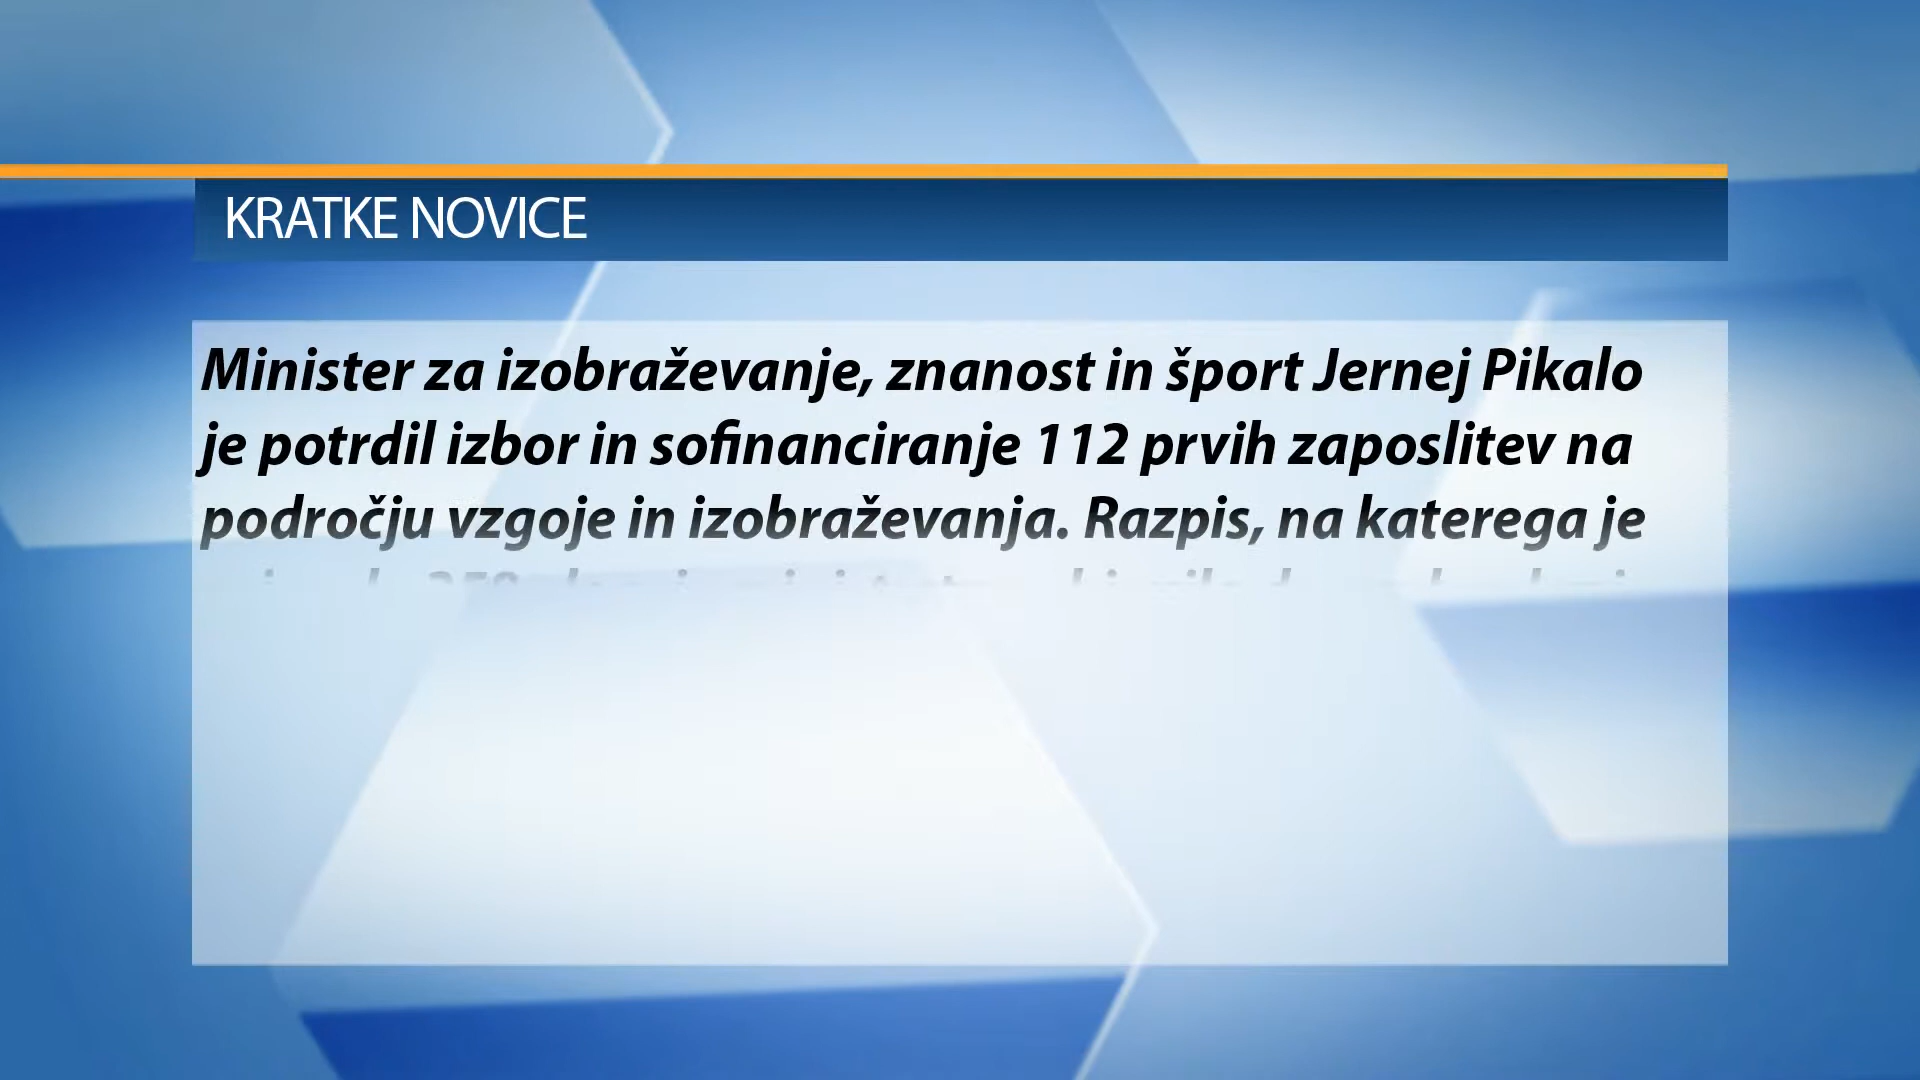 KRATKE NOVICE
Minister za izobraževanje, znanost in šport Jernej Pikalo
je potrdil izbor in sofinanciranje 112 prvih zaposlitev na
področju vzgoje in izobraževanja. Razpis, na katerega je